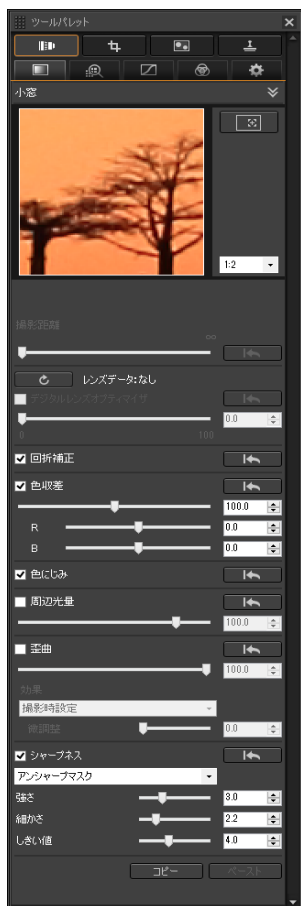 ツールパレット
小窓
1:2
撮影距離
∞
レンズデータ:なし
デジタルレンズオプティマイザ
0.0
0 100
回折補正
色収差
100.0
R 0.0
B 0.0
色にじみ
周辺光量
100.0
歪曲
100.0
効果
撮影時設定
微調整 0.0
シャープネス
アンシャープマスク
強さ 3.0
細かさ 2.2
しきい値 4.0
コピー ペースト